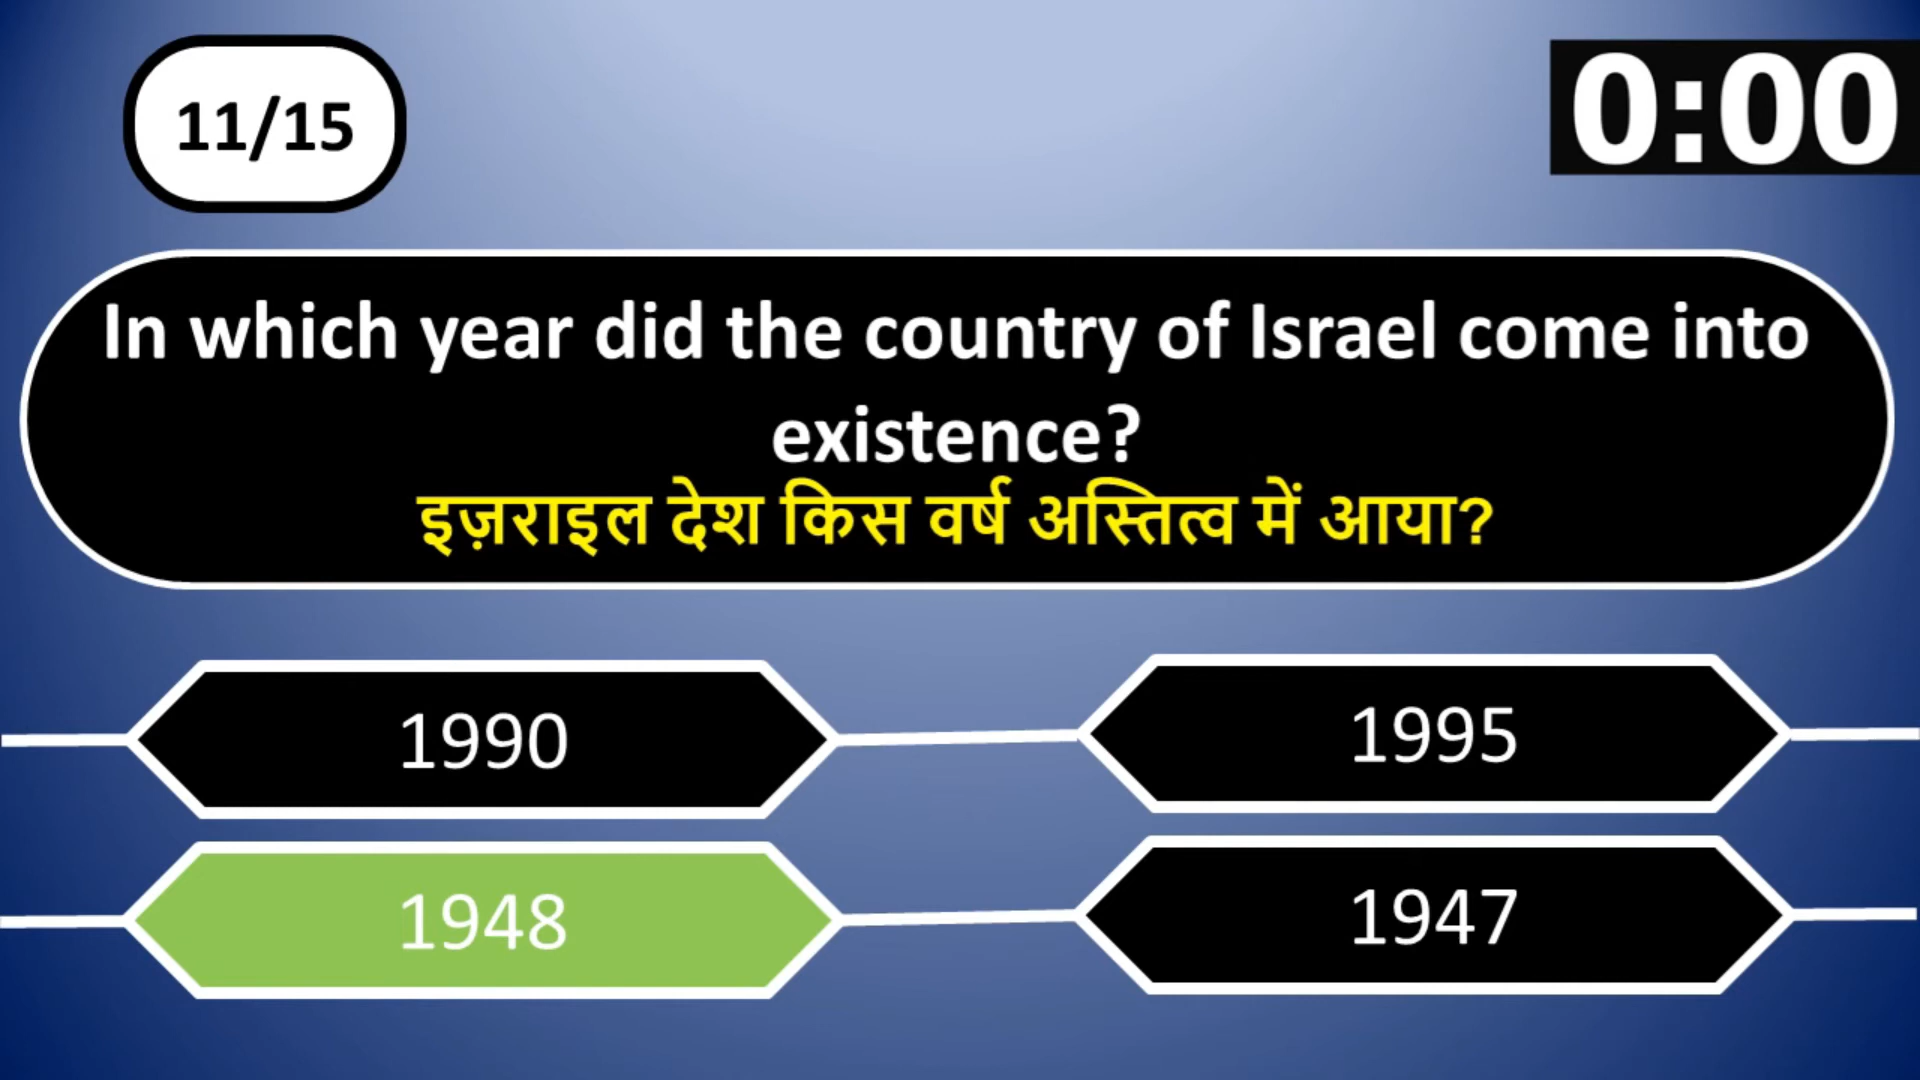 11/15
0:00
In which year did the country of Israel come into
existence?
इज़राइल देश किस वर्ष अस्तित्व में आया?
1990
1995
1948
1947